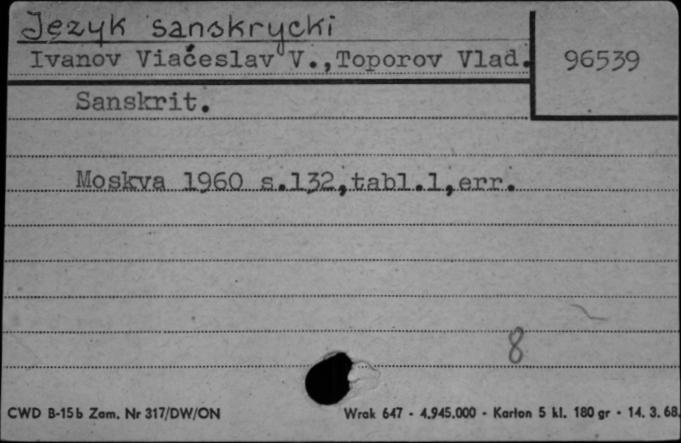 Język sanskrycki
Ivanov Viaćeslav V.,Toporov Vlad.
96539
Sanskrit.
Moskva 1960 s.132,tabl.1,err.
8
CWD B-15b Zam. Nr 317/DW/ON
Wrak 647 - 4.945.000 - Karton 5 kl. 180 gr - 14. 3. 68.